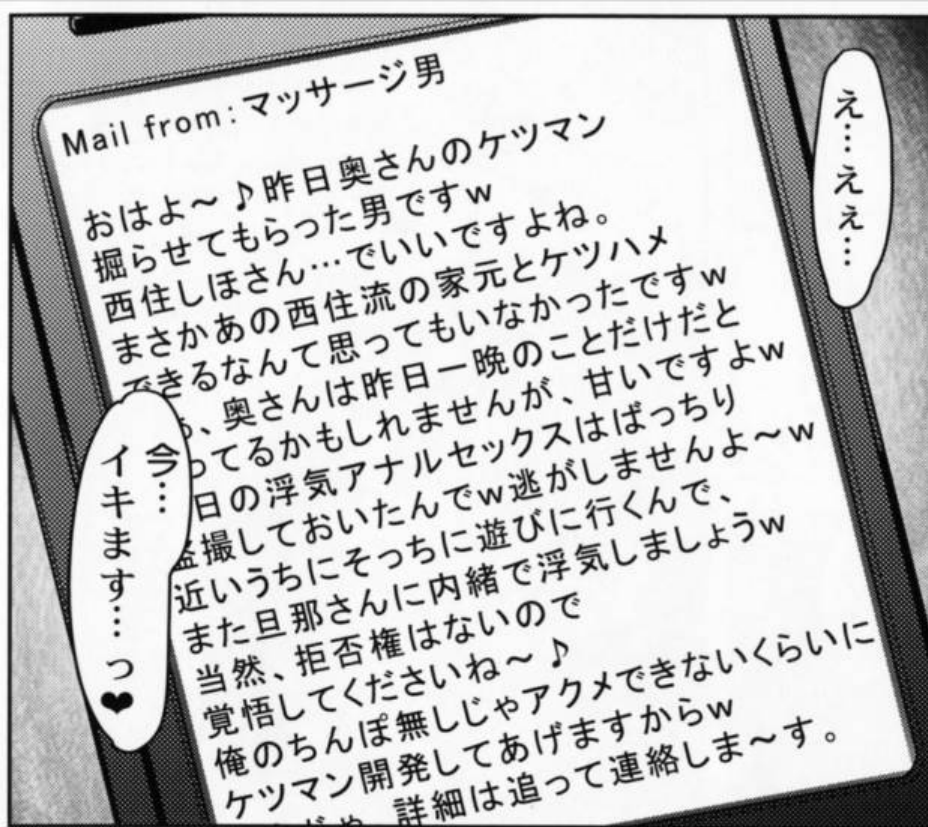 え…ええ…
Mail from:マッサージ男
おはよ～♪昨日奥さんのケツマン
掘らせてもらった男ですw
西住しほさん…でいいですよね。
まさかあの西住流の家元とケツハメ
できるなんて思ってもいなかったですw
、奥さんは昨日一晩のことだけだと
ってるかもしれませんが、甘いですよw
日の浮気アナルセックスはばっちり
盗撮しておいたんでw逃がしませんよ～w
近いうちにそっちに遊びに行くんで、
また旦那さんに内緒で浮気しましょうw
当然、拒否権はないので
覚悟してくださいね～♪
俺のちんぽ無しじゃアクメできないくらいに
ケツマン開発してあげますからw
詳細は追って連絡しま～す。
今…
イキます…っ♥